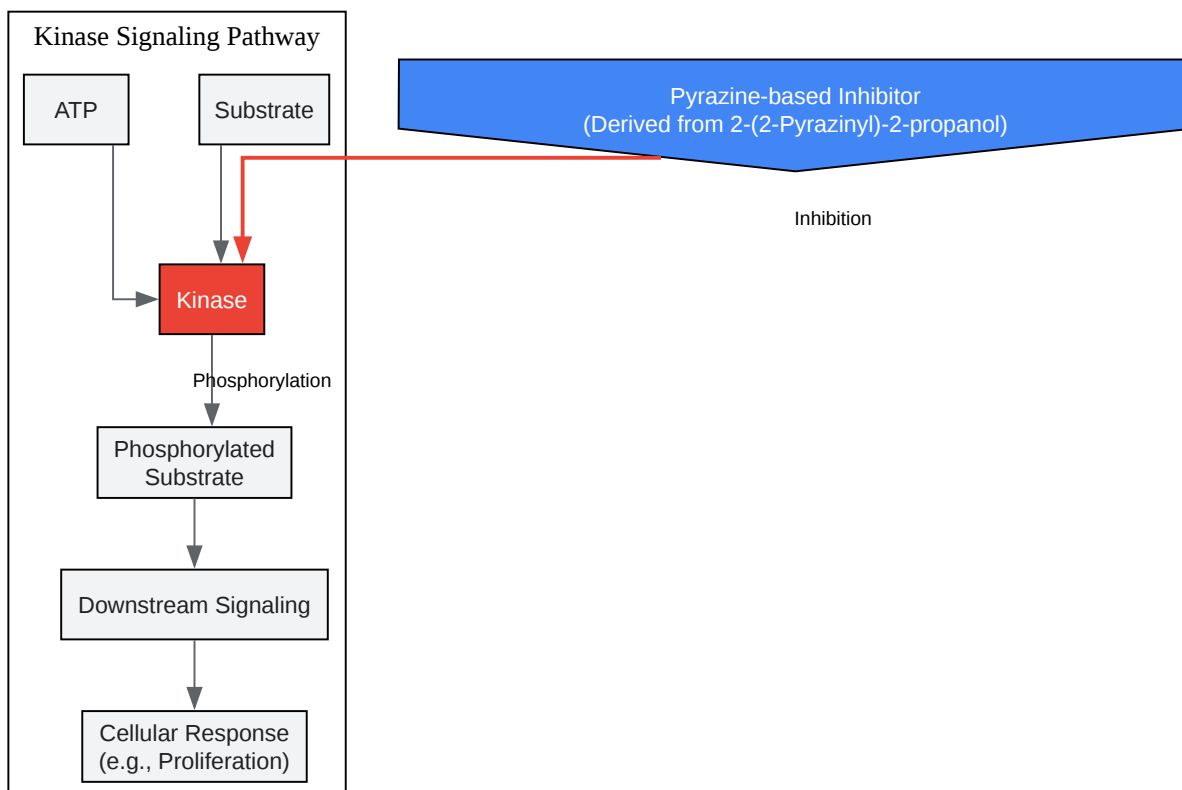 Kinase Signaling Pathway
ATP
Substrate
Pyrazine-based Inhibitor
(Derived from 2-(2-Pyrazinyl)-2-propanol)
Inhibition
Kinase
Phosphorylation
Phosphorylated
Substrate
Downstream Signaling
Cellular Response
(e.g., Proliferation)